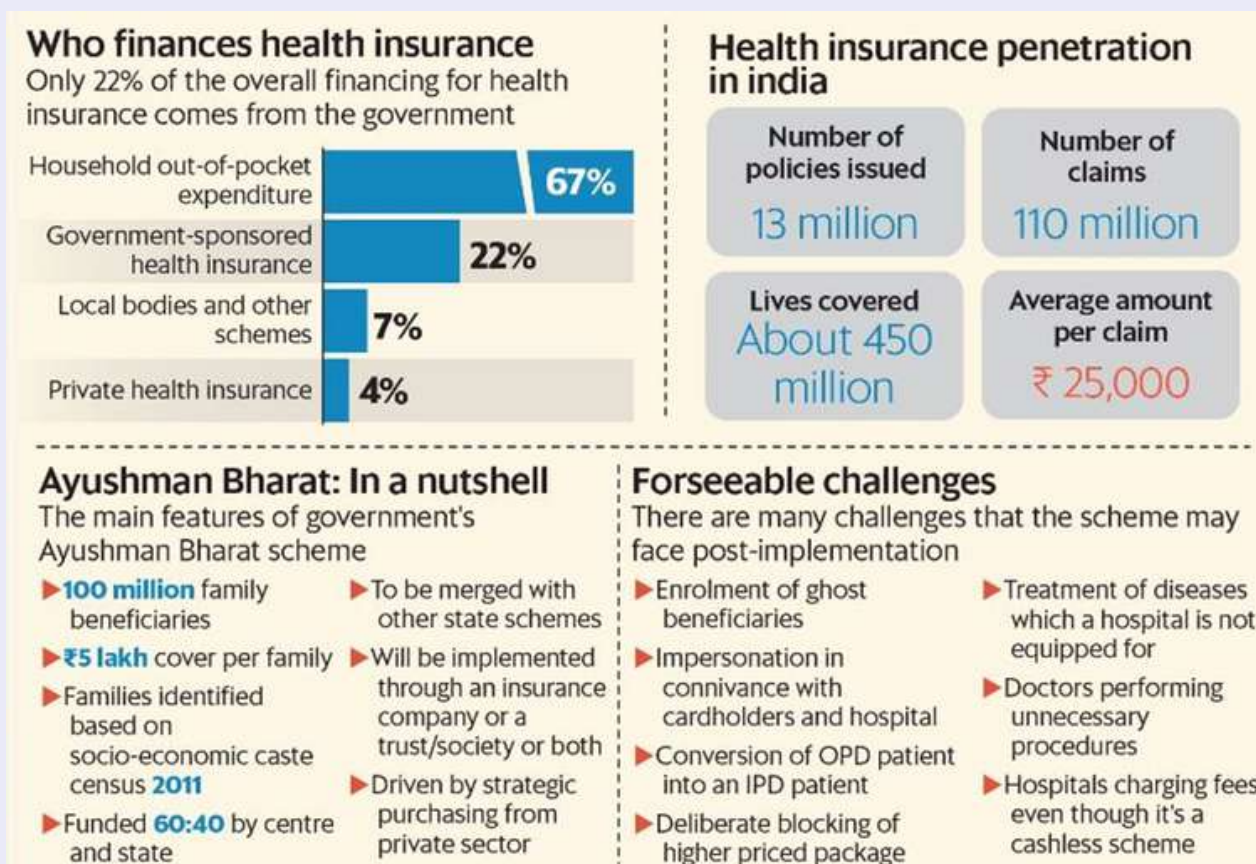 Who finances health insurance
Only 22% of the overall financing for health
insurance comes from the government
Household out-of-pocket
expenditure
67%
Government-sponsored
health insurance
22%
Local bodies and other
schemes
7%
Private health insurance
4%
Health insurance penetration
in india
Number of
policies issued
13 million
Number of
claims
110 million
Lives covered
About 450
million
Average amount
per claim
₹ 25,000
Ayushman Bharat: In a nutshell
The main features of government's
Ayushman Bharat scheme
▶100 million family
beneficiaries
▶₹5 lakh cover per family
▶Families identified
based on
socio-economic caste
census 2011
▶Funded 60:40 by centre
and state
▶To be merged with
other state schemes
▶Will be implemented
through an insurance
company or a
trust/society or both
▶Driven by strategic
purchasing from
private sector
Forseeable challenges
There are many challenges that the scheme may
face post-implementation
▶Enrolment of ghost
beneficiaries
▶Impersonation in
connivance with
cardholders and hospital
▶Conversion of OPD patient
into an IPD patient
▶Deliberate blocking of
higher priced package
▶Treatment of diseases
which a hospital is not
equipped for
▶Doctors performing
unnecessary
procedures
▶Hospitals charging fees
even though it's a
cashless scheme